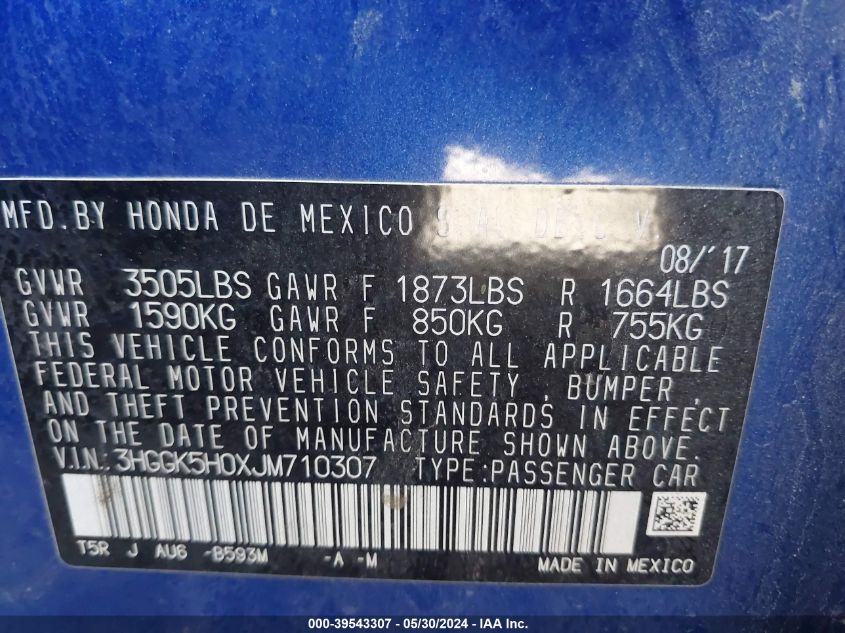 MFD.BY HONDA DE MEXICO S.A. DE C.V.
08/'17
GVWR 3505LBS GAWR F 1873LBS R 1664LBS
GVWR 1590KG GAWR F 850KG R 755KG
THIS VEHICLE CONFORMS TO ALL APPLICABLE
FEDERAL MOTOR VEHICLE SAFETY , BUMPER ,
AND THEFT PREVENTION STANDARDS IN EFFECT
ON THE DATE OF MANUFACTURE SHOWN ABOVE.
V.I.N.: 3HGGK5H0XJM710307 TYPE:PASSENGER CAR
T5R J AU6 -B593M -A -M MADE IN MEXICO
000-39543307 - 05/30/2024 - IAA Inc.